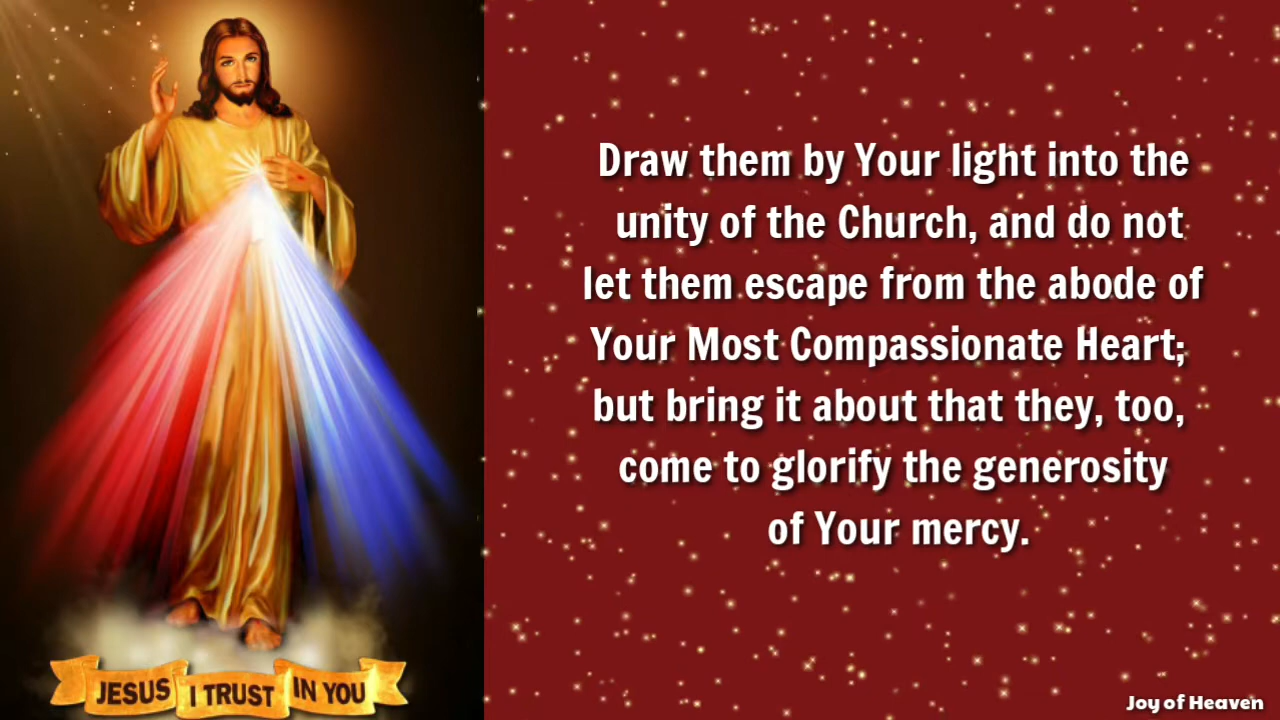 Draw them by Your light into the
unity of the Church, and do not
let them escape from the abode of
Your Most Compassionate Heart;
but bring it about that they, too,
come to glorify the generosity
of Your mercy.
JESUS I TRUST IN YOU
Joy of Heaven